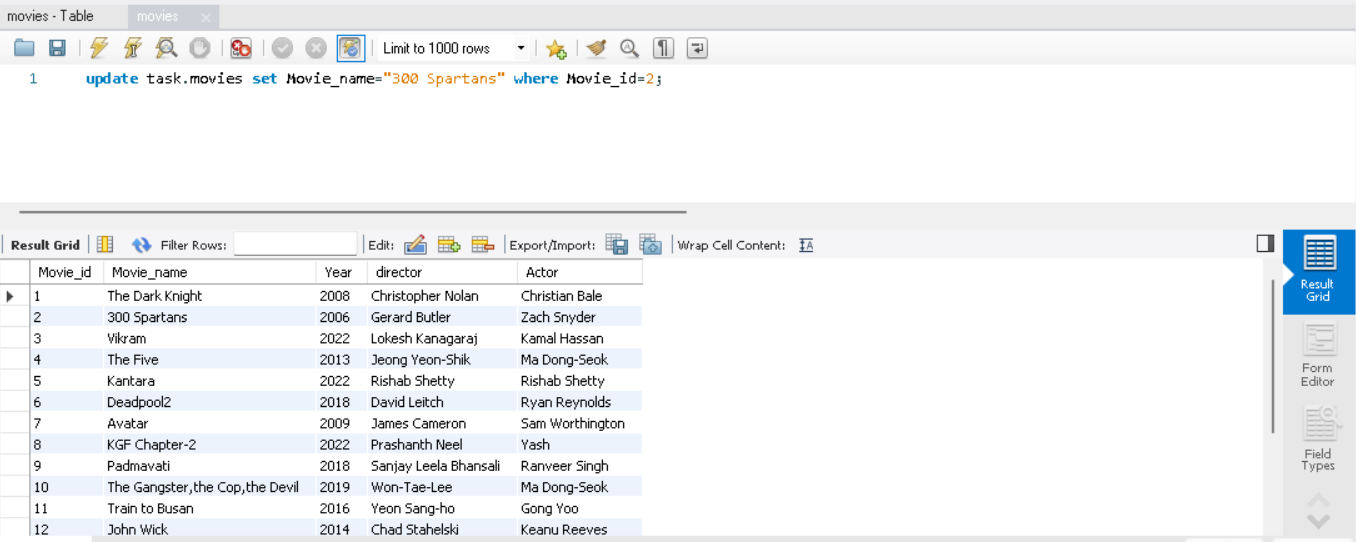 movies - Table movies
Limit to 1000 rows
1 update task.movies set Movie_name="300 Spartans" where Movie_id=2;
Result Grid Filter Rows: Edit: Export/Import: Wrap Cell Content:
Movie_id Movie_name Year director Actor
1 The Dark Knight 2008 Christopher Nolan Christian Bale
2 300 Spartans 2006 Gerard Butler Zach Snyder
3 Vikram 2022 Lokesh Kanagaraj Kamal Hassan
4 The Five 2013 Jeong Yeon-Shik Ma Dong-Seok
5 Kantara 2022 Rishab Shetty Rishab Shetty
6 Deadpool2 2018 David Leitch Ryan Reynolds
7 Avatar 2009 James Cameron Sam Worthington
8 KGF Chapter-2 2022 Prashanth Neel Yash
9 Padmavati 2018 Sanjay Leela Bhansali Ranveer Singh
10 The Gangster,the Cop,the Devil 2019 Won-Tae-Lee Ma Dong-Seok
11 Train to Busan 2016 Yeon Sang-ho Gong Yoo
12 John Wick 2014 Chad Stahelski Keanu Reeves
Result
Grid
Form
Editor
Field
Types